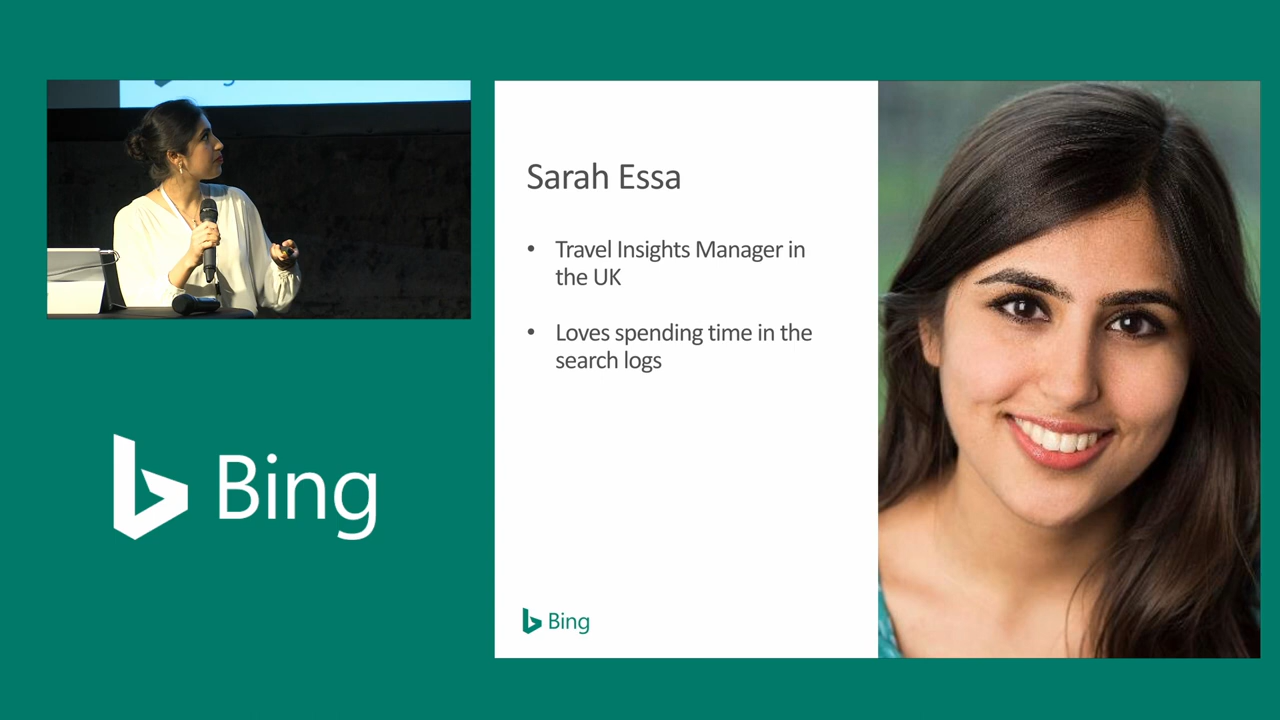 Bing
Sarah Essa
• Travel Insights Manager in
the UK
• Loves spending time in the
search logs
Bing